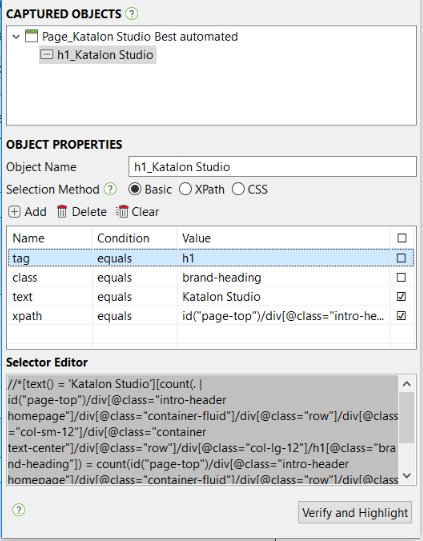 CAPTURED OBJECTS ?
Page_Katalon Studio Best automated
h1_Katalon Studio
OBJECT PROPERTIES
Object Name h1_Katalon Studio
Selection Method ? Basic XPath CSS
Add Delete Clear
Name Condition Value
tag equals h1
class equals brand-heading
text equals Katalon Studio
xpath equals id("page-top")/div[@class="intro-he...
Selector Editor
//*[text() = 'Katalon Studio'][count(. |
id("page-top")/div[@class="intro-header
homepage"]/div[@class="container-fluid"]/div[@class="row"]/div[@class
="col-sm-12"]/div[@class="container
text-center"]/div[@class="row"]/div[@class="col-lg-12"]/h1[@class="bra
nd-heading"]) = count(id("page-top")/div[@class="intro-header
homepage"]/div[@class="container-fluid"]/div[@class="row"]/div[@class
? Verify and Highlight